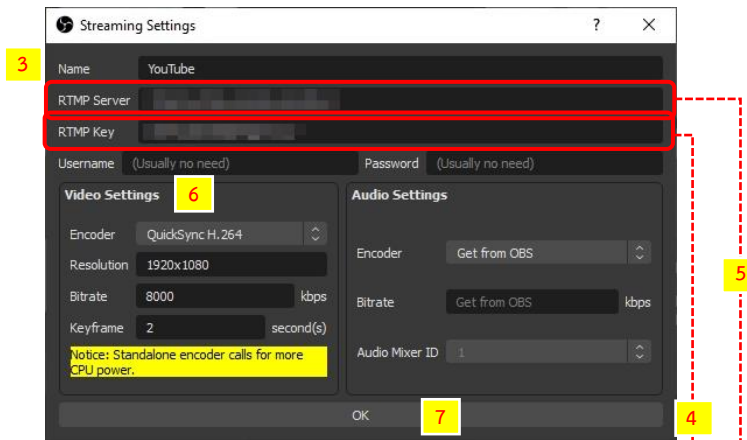 Streaming Settings ? ×
3
Name YouTube
RTMP Server
RTMP Key
Username (Usually no need) Password (Usually no need)
Video Settings 6
Encoder QuickSync H.264
Resolution 1920x1080
Bitrate 8000 kbps
Keyframe 2 second(s)
Notice: Standalone encoder calls for more
CPU power.
Audio Settings
Encoder Get from OBS
Bitrate Get from OBS kbps
Audio Mixer ID 1
5
OK 7
4